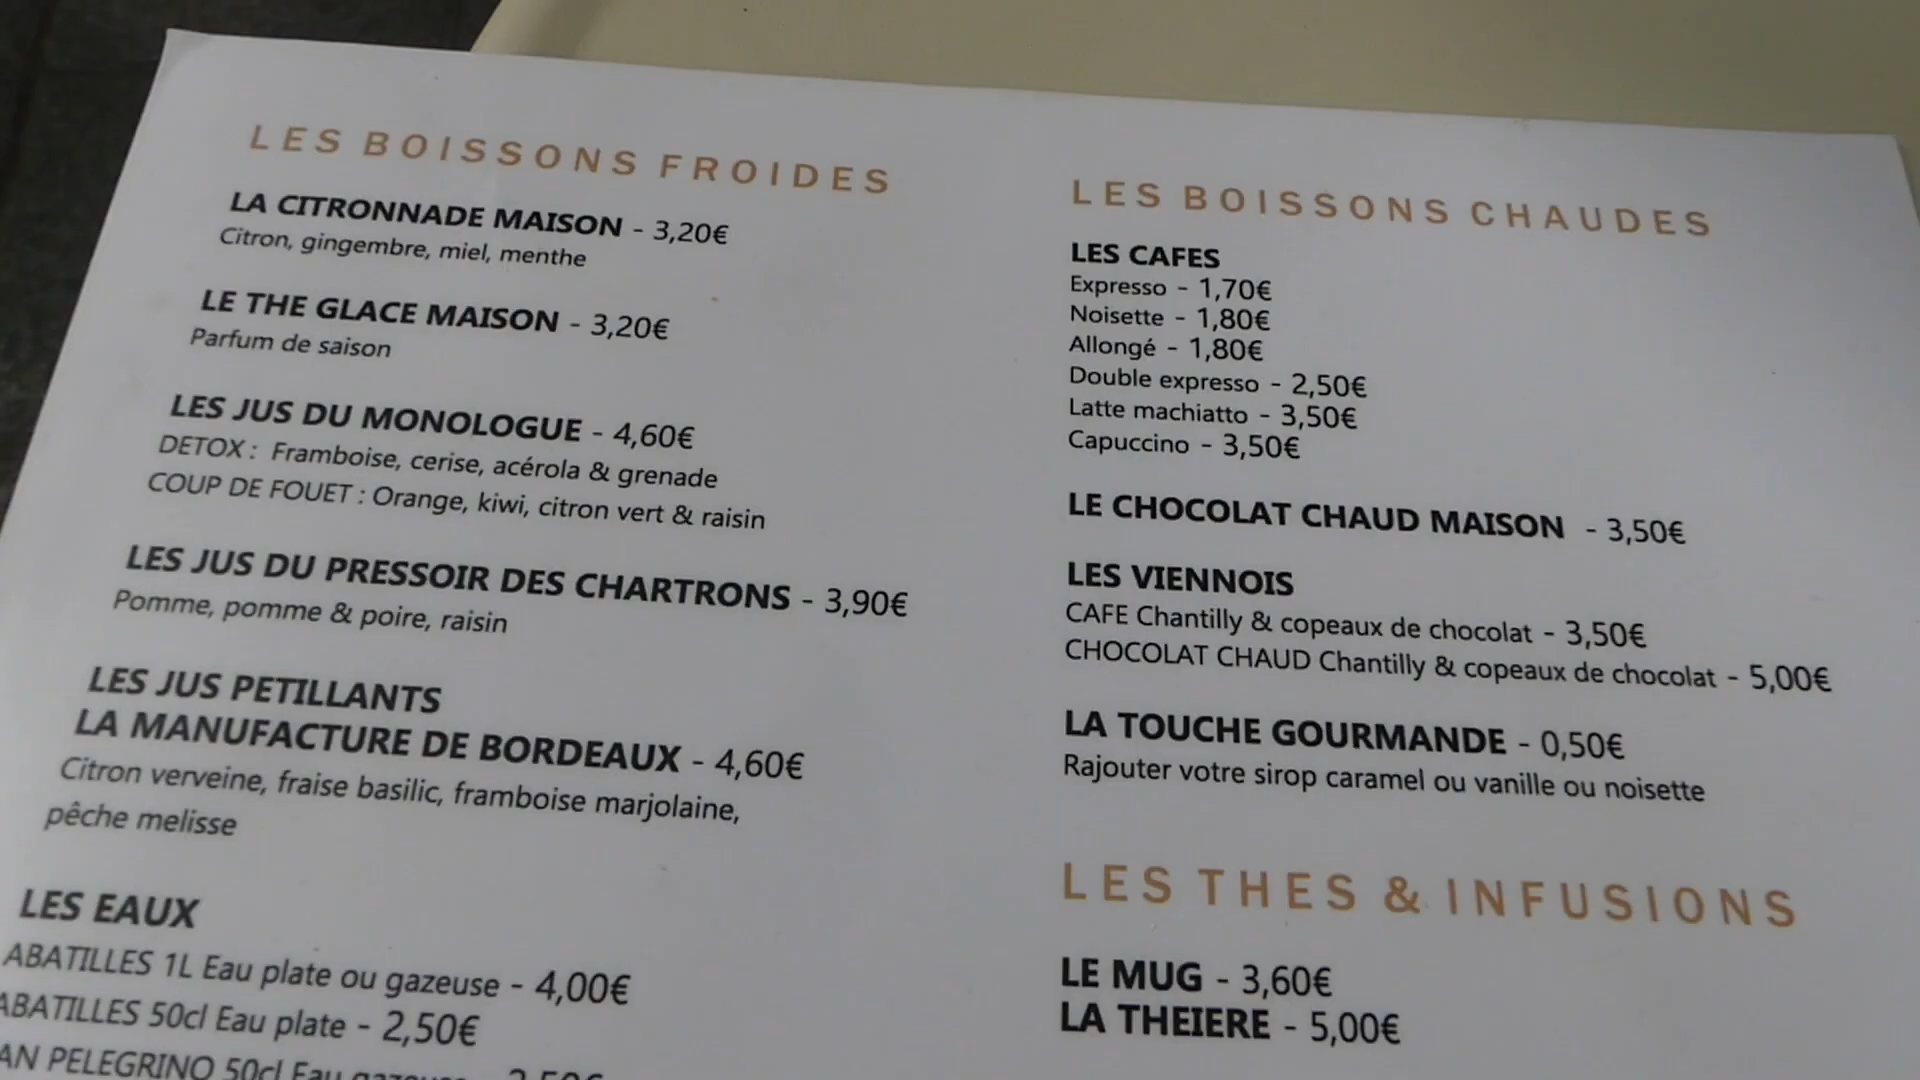 LES BOISSONS FROIDES
LA CITRONNADE MAISON - 3,20€
Citron, gingembre, miel, menthe
LE THE GLACE MAISON - 3,20€
Parfum de saison
LES JUS DU MONOLOGUE - 4,60€
DETOX : Framboise, cerise, acérola & grenade
COUP DE FOUET : Orange, kiwi, citron vert & raisin
LES JUS DU PRESSOIR DES CHARTRONS - 3,90€
Pomme, pomme & poire, raisin
LES JUS PETILLANTS
LA MANUFACTURE DE BORDEAUX - 4,60€
Citron verveine, fraise basilic, framboise marjolaine,
pêche melisse
LES EAUX
ABATILLES 1L Eau plate ou gazeuse - 4,00€
ABATILLES 50cl Eau plate - 2,50€
PELEGRINO 50cl Eau gazeuse
LES BOISSONS CHAUDES
LES CAFES
Expresso - 1,70€
Noisette - 1,80€
Allongé - 1,80€
Double expresso - 2,50€
Latte machiatto - 3,50€
Capuccino - 3,50€
LE CHOCOLAT CHAUD MAISON - 3,50€
LES VIENNOIS
CAFE Chantilly & copeaux de chocolat - 3,50€
CHOCOLAT CHAUD Chantilly & copeaux de chocolat - 5,00€
LA TOUCHE GOURMANDE - 0,50€
Rajouter votre sirop caramel ou vanille ou noisette
LES THES & INFUSIONS
LE MUG - 3,60€
LA THEIERE - 5,00€